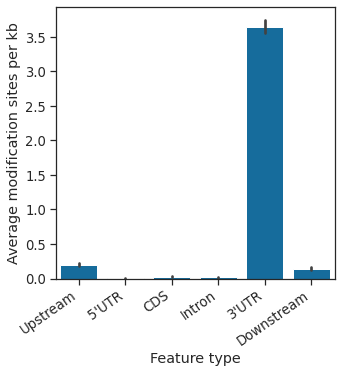 Average modification sites per kb
3.5
3.0
2.5
2.0
1.5
1.0
0.5
0.0
Upstream
5'UTR
CDS
Intron
3'UTR
Downstream
Feature type